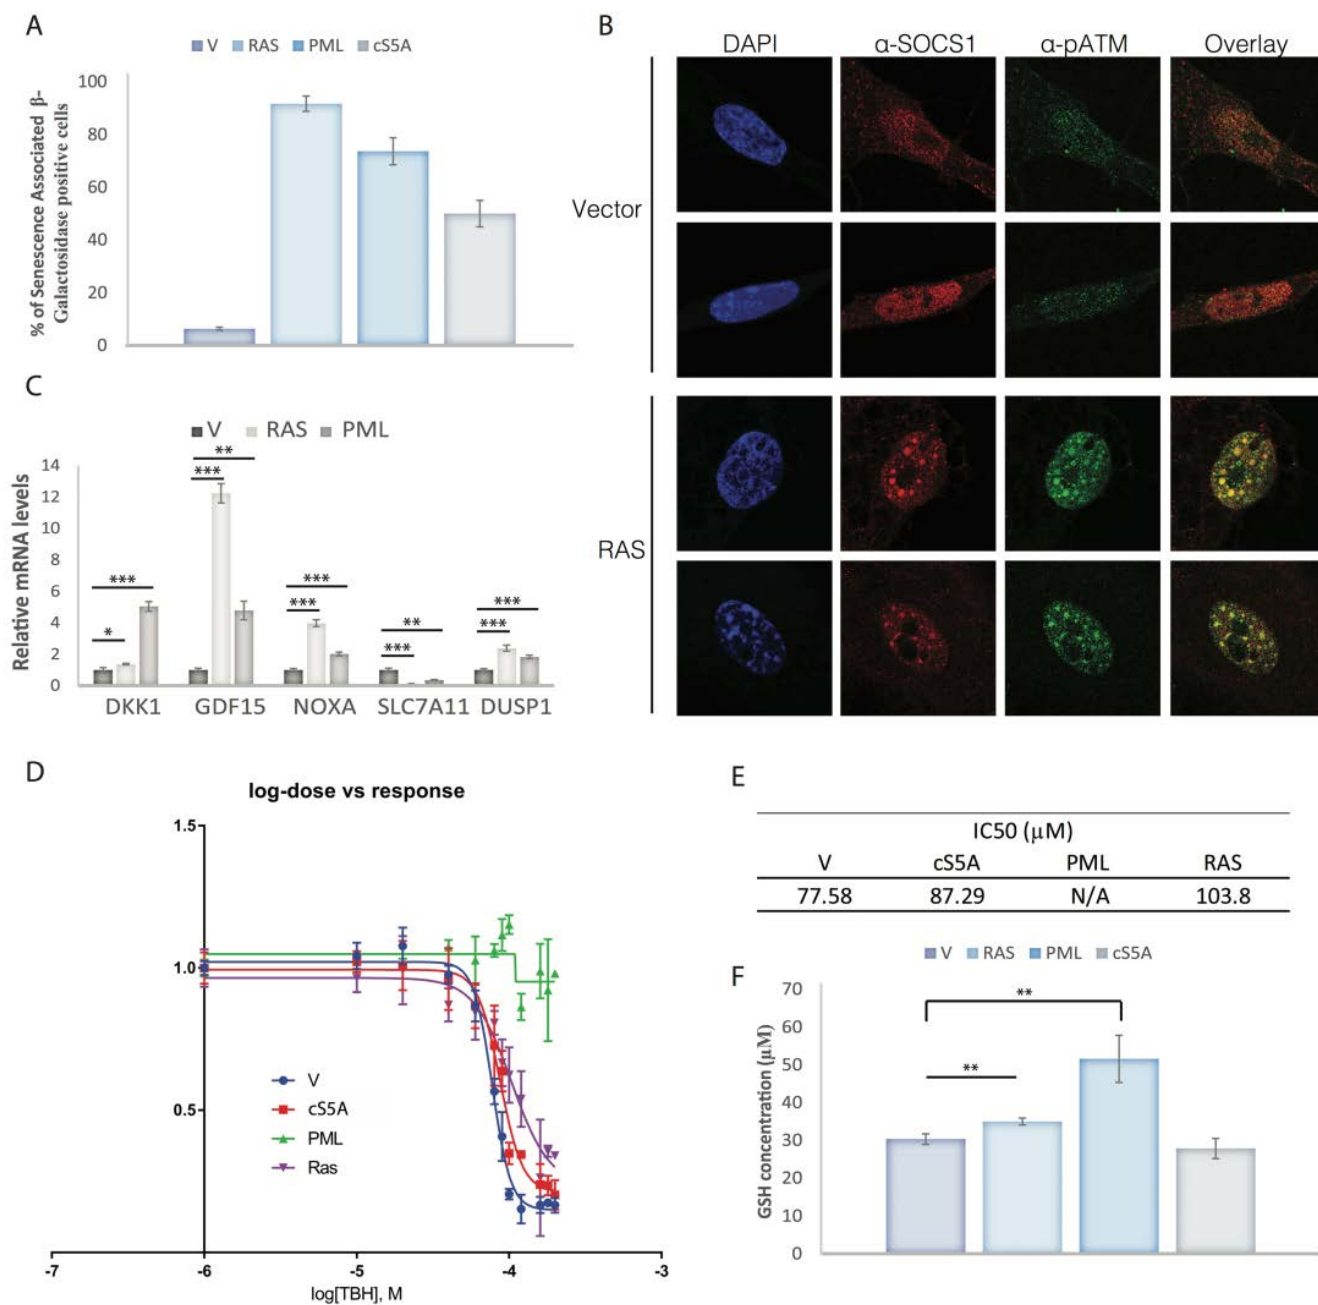 A
V RAS PML cS5A
% of Senescence Associated β-
Galactosidase positive cells
100
80
60
40
20
0
B
DAPI α-SOCS1 α-pATM Overlay
Vector
RAS
C
V RAS PML
Relative mRNA levels
14
12
10
8
6
4
2
0
*
***
***
**
***
***
***
**
***
***
DKK1 GDF15 NOXA SLC7A11 DUSP1
D
log-dose vs response
1.5
1.0
0.5
V
cS5A
PML
Ras
-7 -6 -5 -4 -3
log[TBH], M
E
IC50 (μM)
V cS5A PML RAS
77.58 87.29 N/A 103.8
F
V RAS PML cS5A
GSH concentration (μM)
70
60
50
40
30
20
10
0
**
**